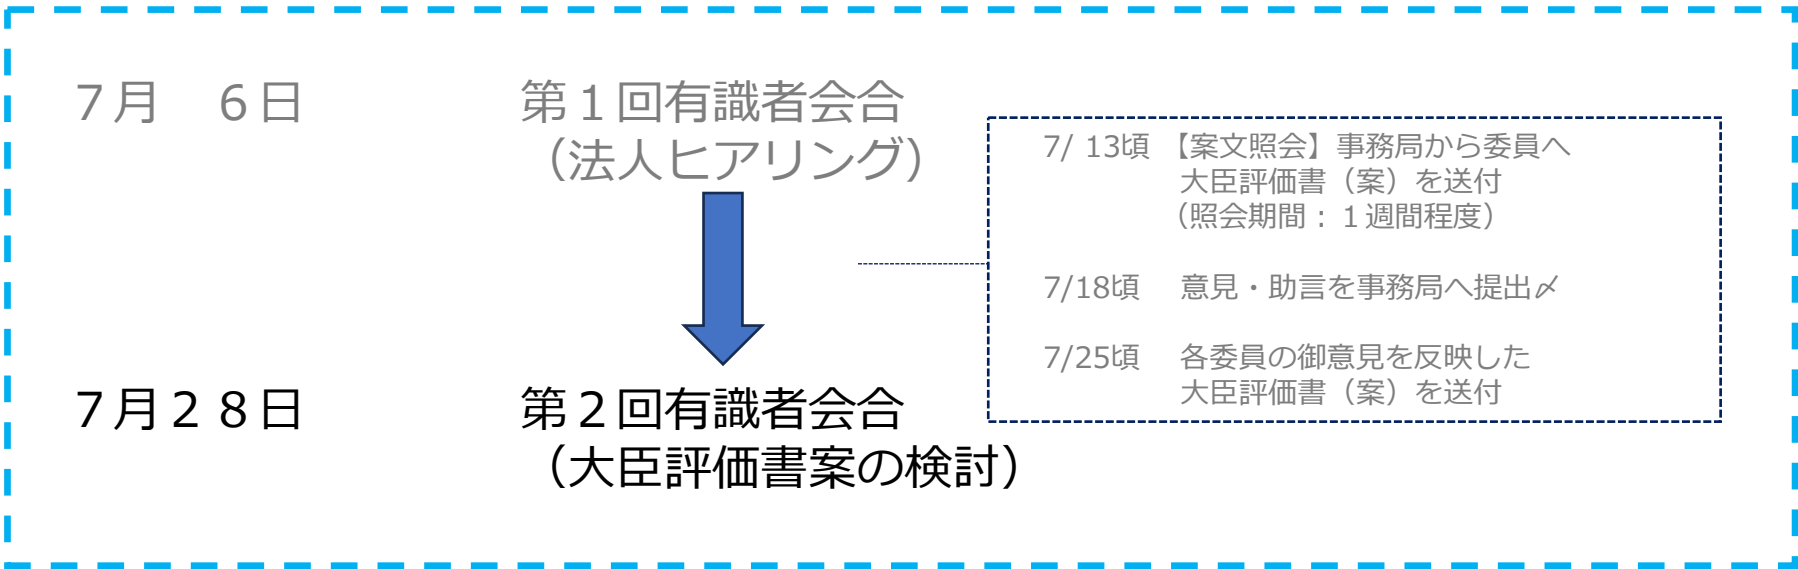 ７月　６日　第１回有識者会合
（法人ヒアリング）
7/ 13頃 【案文照会】事務局から委員へ
大臣評価書（案）を送付
（照会期間：１週間程度）
7/18頃　意見・助言を事務局へ提出〆
7/25頃　各委員の御意見を反映した
大臣評価書（案）を送付
７月２８日　第２回有識者会合
（大臣評価書案の検討）